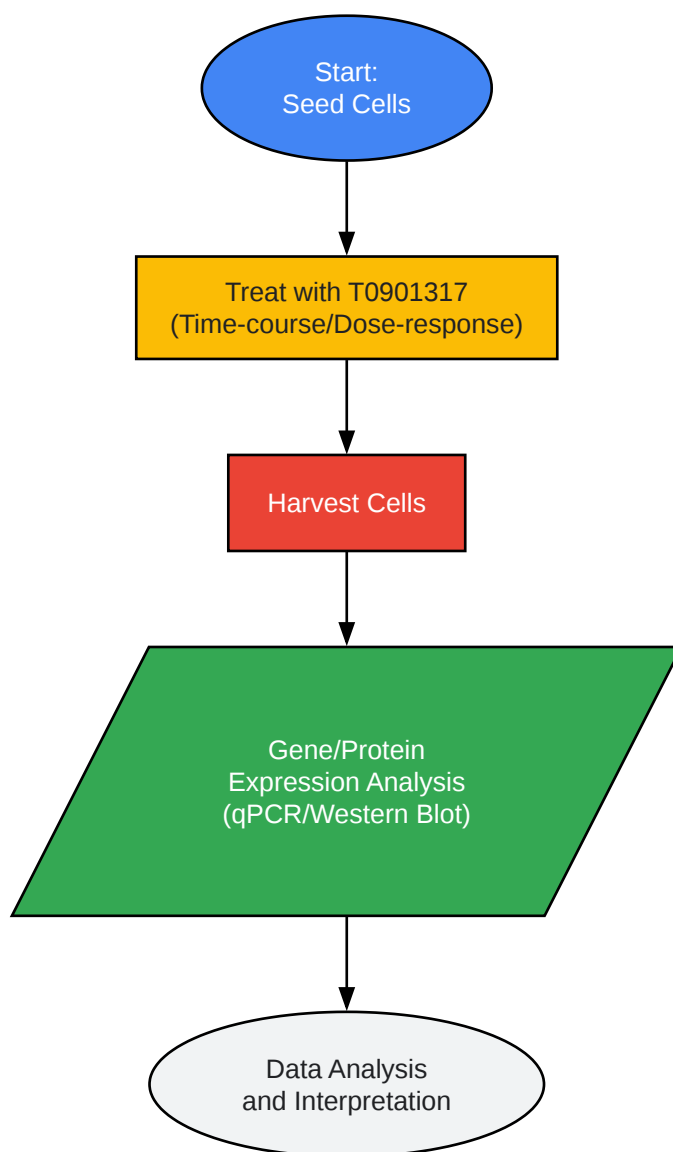 Start:
Seed Cells
Treat with T0901317
(Time-course/Dose-response)
Harvest Cells
Gene/Protein
Expression Analysis
(qPCR/Western Blot)
Data Analysis
and Interpretation